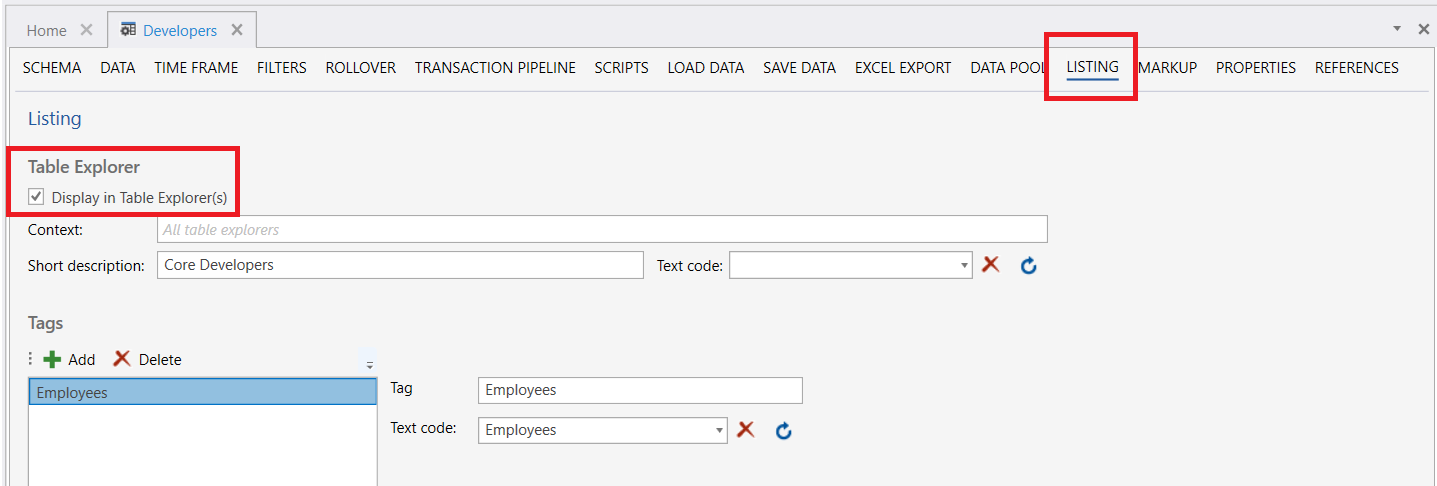 Home Developers
SCHEMA DATA TIME FRAME FILTERS ROLLOVER TRANSACTION PIPELINE SCRIPTS LOAD DATA SAVE DATA EXCEL EXPORT DATA POOL LISTING MARKUP PROPERTIES REFERENCES
Listing
Table Explorer
Display in Table Explorer(s)
Context: All table explorers
Short description: Core Developers Text code:
Tags
Add Delete
Employees
Tag Employees
Text code: Employees